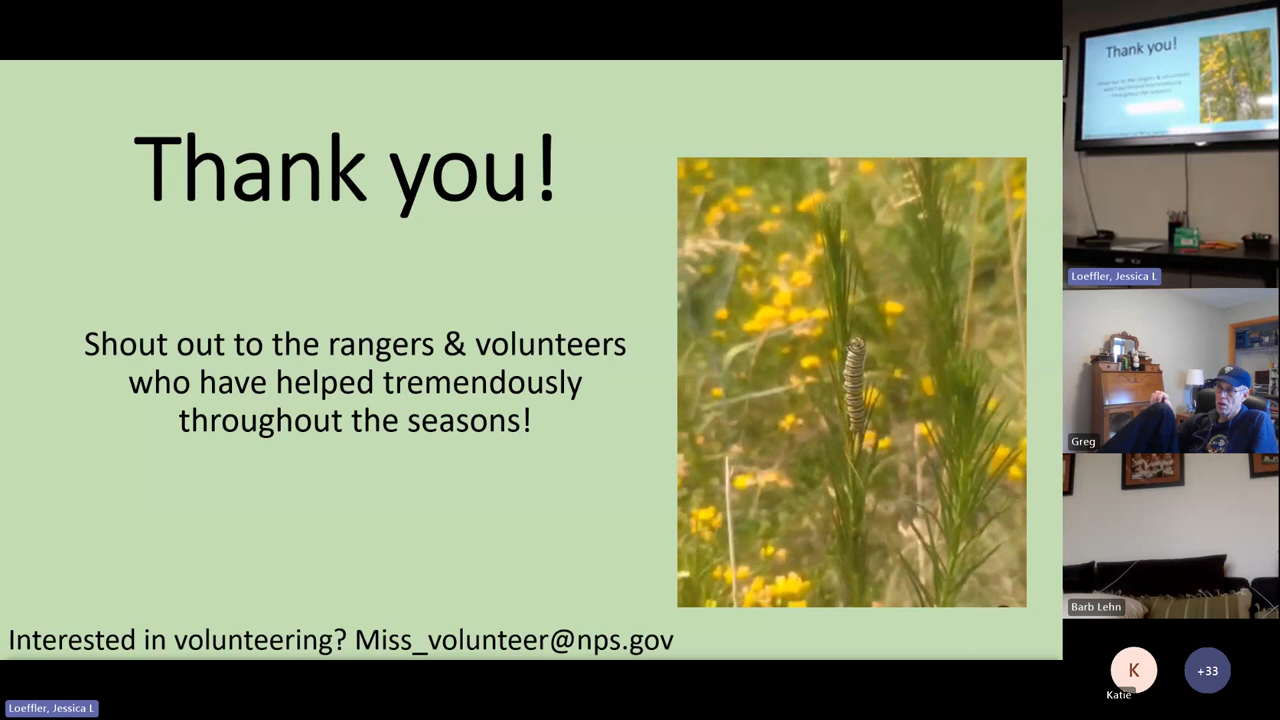 Thank you!
Shout out to the rangers & volunteers
who have helped tremendously
throughout the seasons!
Interested in volunteering? Miss_volunteer@nps.gov
Loeffler, Jessica L
Thank you!
Loeffler, Jessica L
Greg
Barb Lehn
K
Katie
+33